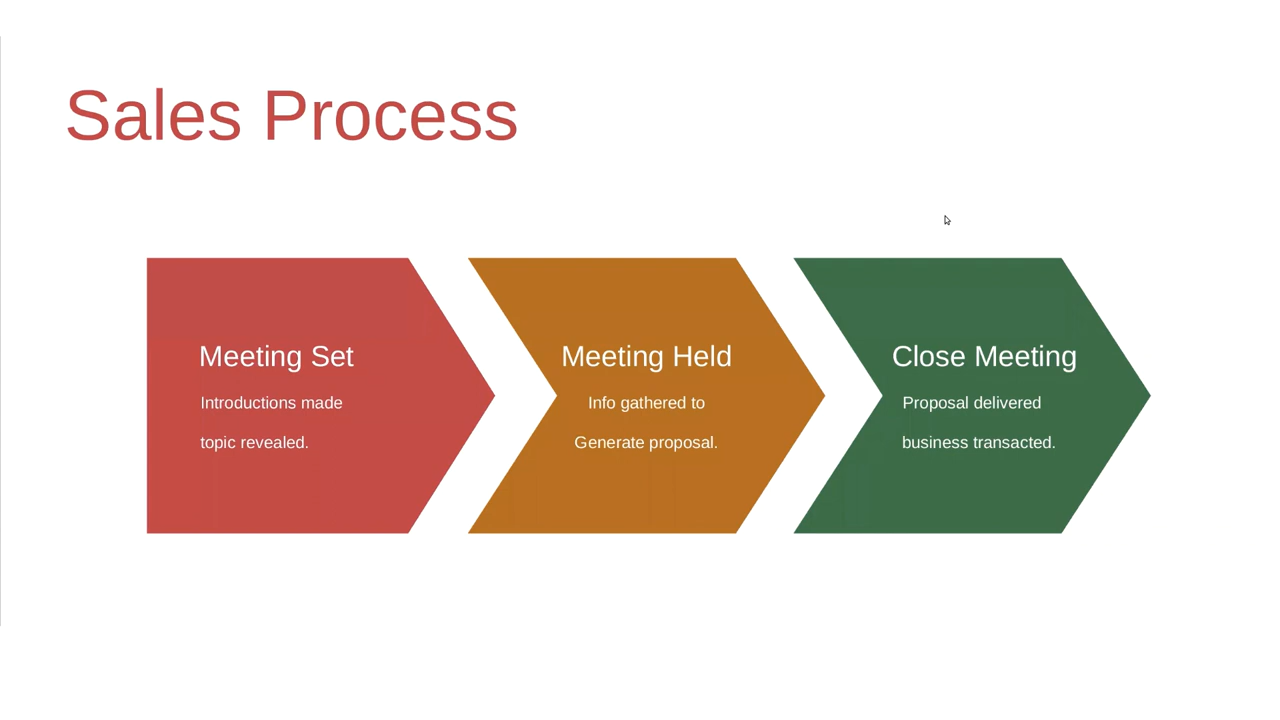 Sales Process
Meeting Set
Introductions made
topic revealed.
Meeting Held
Info gathered to
Generate proposal.
Close Meeting
Proposal delivered
business transacted.